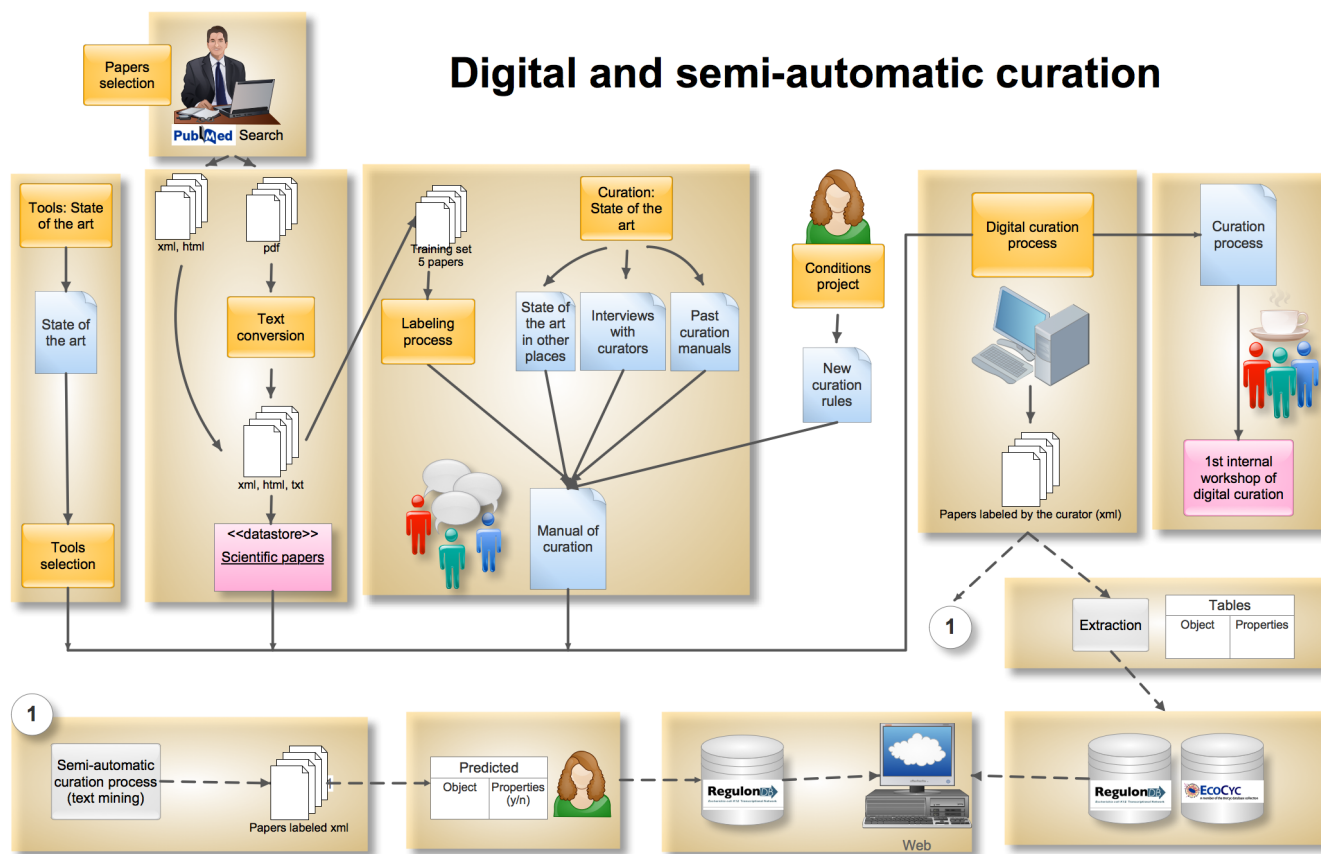 Digital and semi-automatic curation
Papers
selection
PubMed Search
Tools: State
of the art
State of
the art
Tools
selection
xml, html
pdf
Text
conversion
xml, html, txt
<<datastore>>
Scientific papers
Training set
5 papers
Labeling
process
Curation:
State of the
art
State of
the art
in other
places
Interviews
with
curators
Past
curation
manuals
Manual of
curation
Conditions
project
New
curation
rules
Digital curation
process
Papers labeled by the curator (xml)
Curation
process
1st internal
workshop of
digital curation
1
Extraction
Tables
Object Properties
1
Semi-automatic
curation process
(text mining)
Papers labeled xml
Predicted
Object Properties
(y/n)
RegulonDB
Web
RegulonDB
EcoCyc